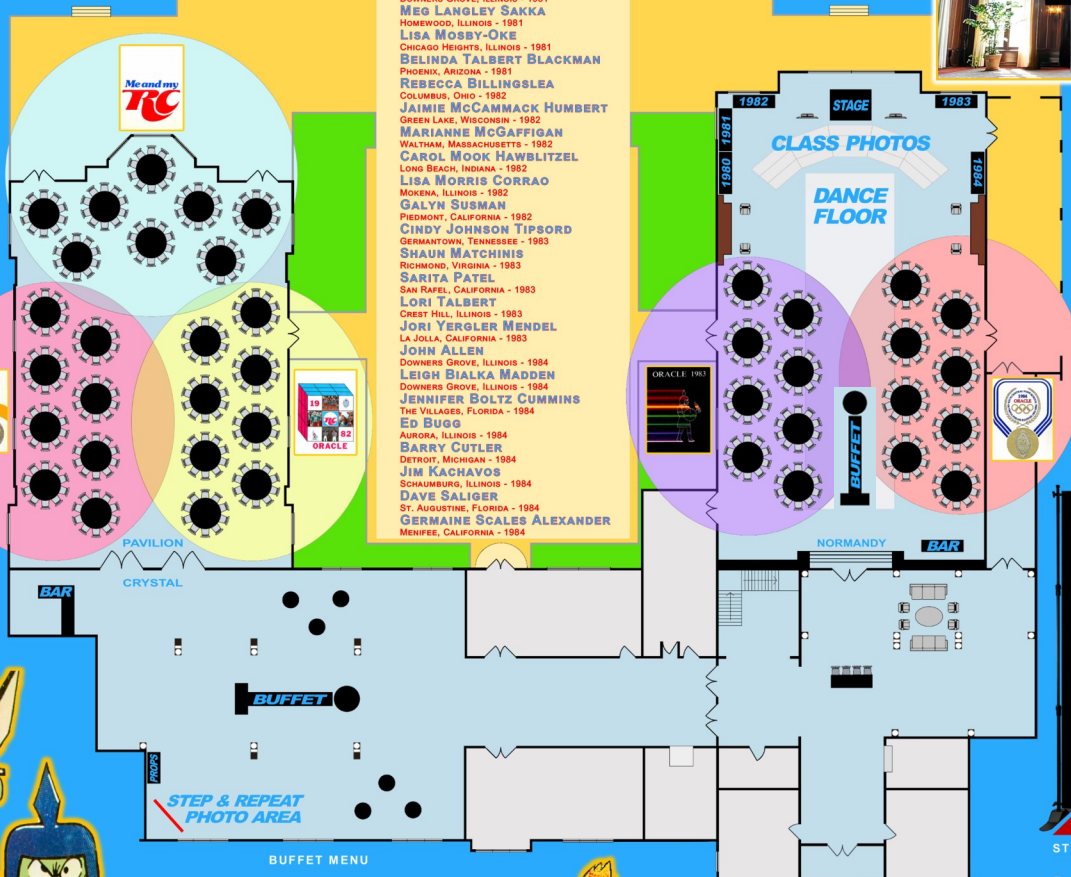 Downers Grove, Illinois - 1981
Meg Langley Sakka
Homewood, Illinois - 1981
Lisa Mosby-Oke
Chicago Heights, Illinois - 1981
Belinda Talbert Blackman
Phoenix, Arizona - 1981
Rebecca Billingslea
Columbus, Ohio - 1982
Jaimie McCammack Humbert
Green Lake, Wisconsin - 1982
Marianne McGaffigan
Waltham, Massachusetts - 1982
Carol Mook Hawblitzel
Long Beach, Indiana - 1982
Lisa Morris Corrao
Mokena, Illinois - 1982
Galyn Susman
Piedmont, California - 1982
Cindy Johnson Tipsord
Germantown, Tennessee - 1983
Shaun Matchinis
Richmond, Virginia - 1983
Sarita Patel
San Rafel, California - 1983
Lori Talbert
Crest Hill, Illinois - 1983
Jori Yergler Mendel
La Jolla, California - 1983
John Allen
Downers Grove, Illinois - 1984
Leigh Bialka Madden
Downers Grove, Illinois - 1984
Jennifer Boltz Cummins
The Villages, Florida - 1984
Ed Bugg
Aurora, Illinois - 1984
Barry Cutler
Detroit, Michigan - 1984
Jim Kachavos
Schaumburg, Illinois - 1984
Dave Saliger
St. Augustine, Florida - 1984
Germaine Scales Alexander
Menifee, California - 1984
Me and my
RC
19
RC
82
ORACLE
PAVILION
CRYSTAL
BAR
BUFFET
PROPS
STEP & REPEAT
PHOTO AREA
BUFFET MENU
1982
STAGE
1983
1981
1980
1984
CLASS PHOTOS
DANCE
FLOOR
ORACLE 1983
1984
ORACLE
BUFFET
NORMANDY
BAR
ST